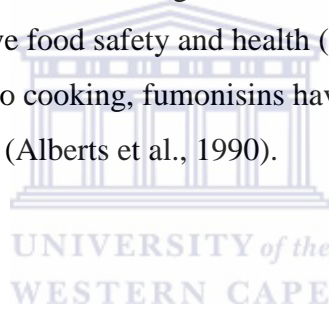 ve food safety and health (
o cooking, fumonisins hav
(Alberts et al., 1990).
UNIVERSITY of the
WESTERN CAPE